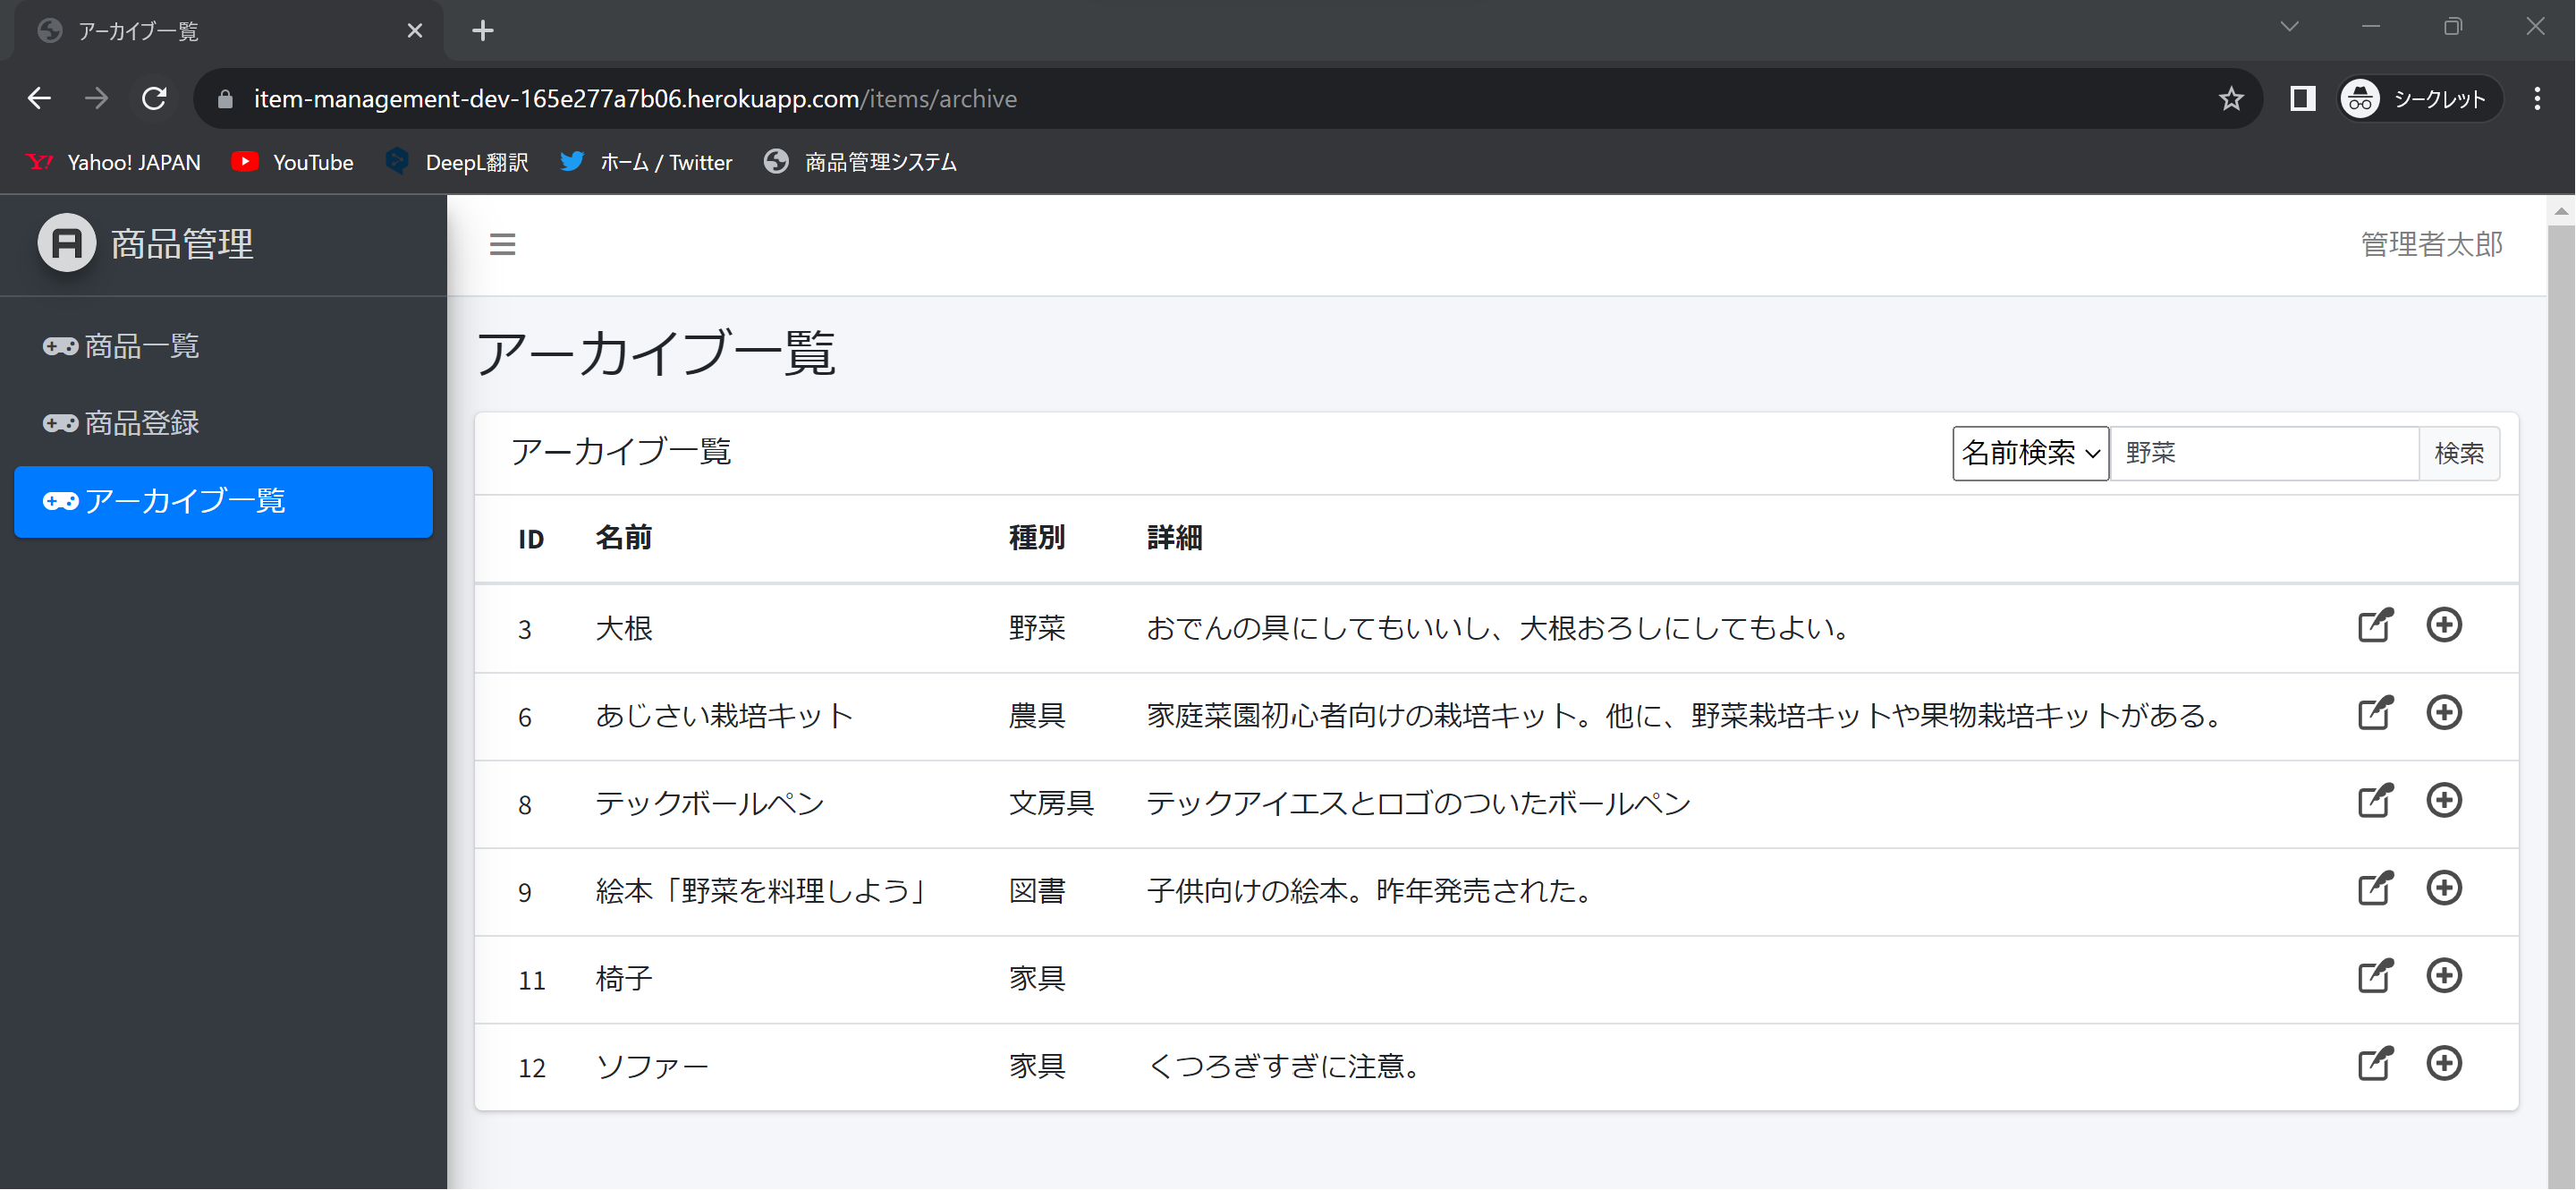 アーカイブ一覧
item-management-dev-165e277a7b06.herokuapp.com/items/archive
シークレット
Yahoo! JAPAN YouTube DeepL翻訳 ホーム / Twitter 商品管理システム
商品管理
管理者太郎
商品一覧
商品登録
アーカイブ一覧
アーカイブ一覧
アーカイブ一覧 名前検索 野菜 検索
ID 名前 種別 詳細
3 大根 野菜 おでんの具にしてもいいし、大根おろしにしてもよい。
6 あじさい栽培キット 農具 家庭菜園初心者向けの栽培キット。他に、野菜栽培キットや果物栽培キットがある。
8 テックボールペン 文房具 テックアイエスとロゴのついたボールペン
9 絵本「野菜を料理しよう」 図書 子供向けの絵本。昨年発売された。
11 椅子 家具
12 ソファー 家具 くつろぎすぎに注意。